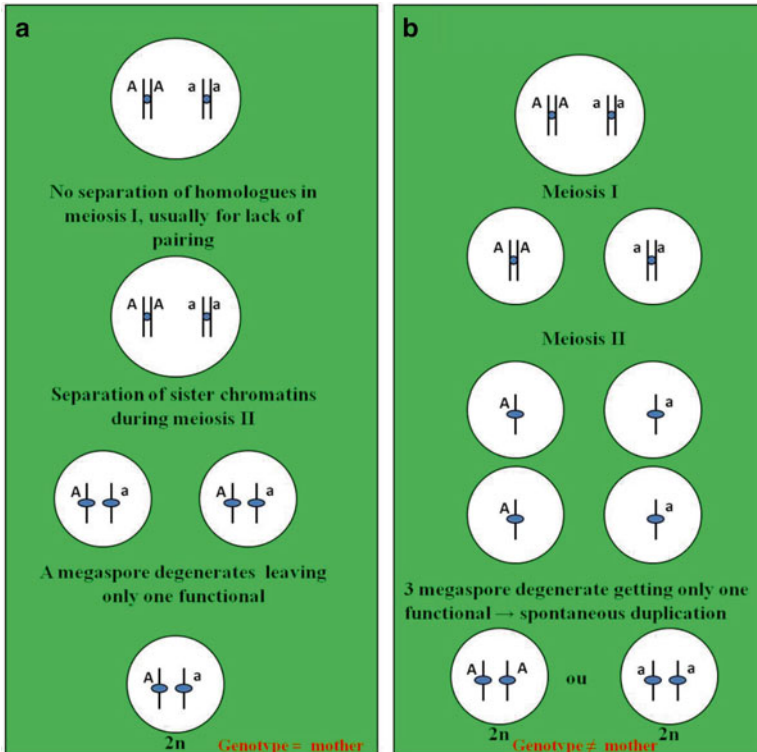 a
A A a a
No separation of homologues in
meiosis I, usually for lack of
pairing
A A a a
Separation of sister chromatins
during meiosis II
A a A a
A megaspore degenerates leaving
only one functional
A a
2n Genotype = mother
b
A A a a
Meiosis I
A A a a
Meiosis II
A a
A a
3 megaspore degenerate getting only one
functional → spontaneous duplication
A A ou a a
2n 2n
Genotype ≠ mother